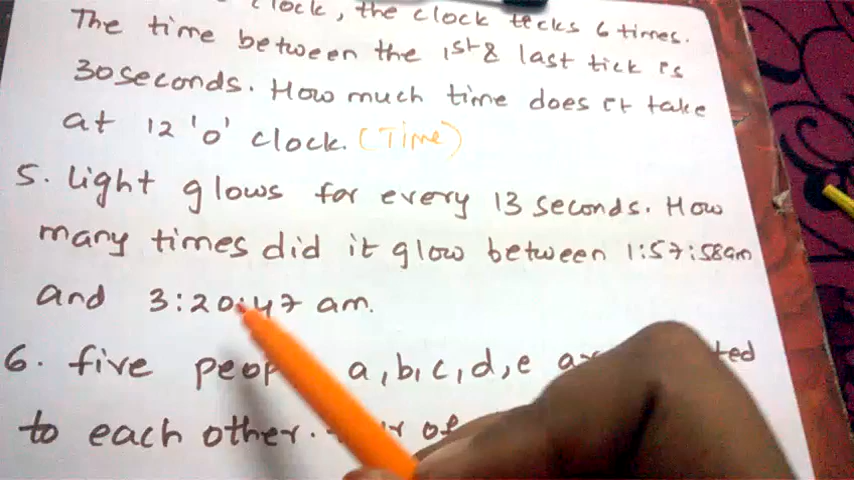 clock, the clock ticks 6 times.
The time between the 1st & last tick is
30 seconds. How much time does it take
at 12 'o' clock. (Time)
5. Light glows for every 13 seconds. How
many times did it glow between 1:57:58am
and 3:20:47 am.
6. five a, b, c, d, e
to each other. of